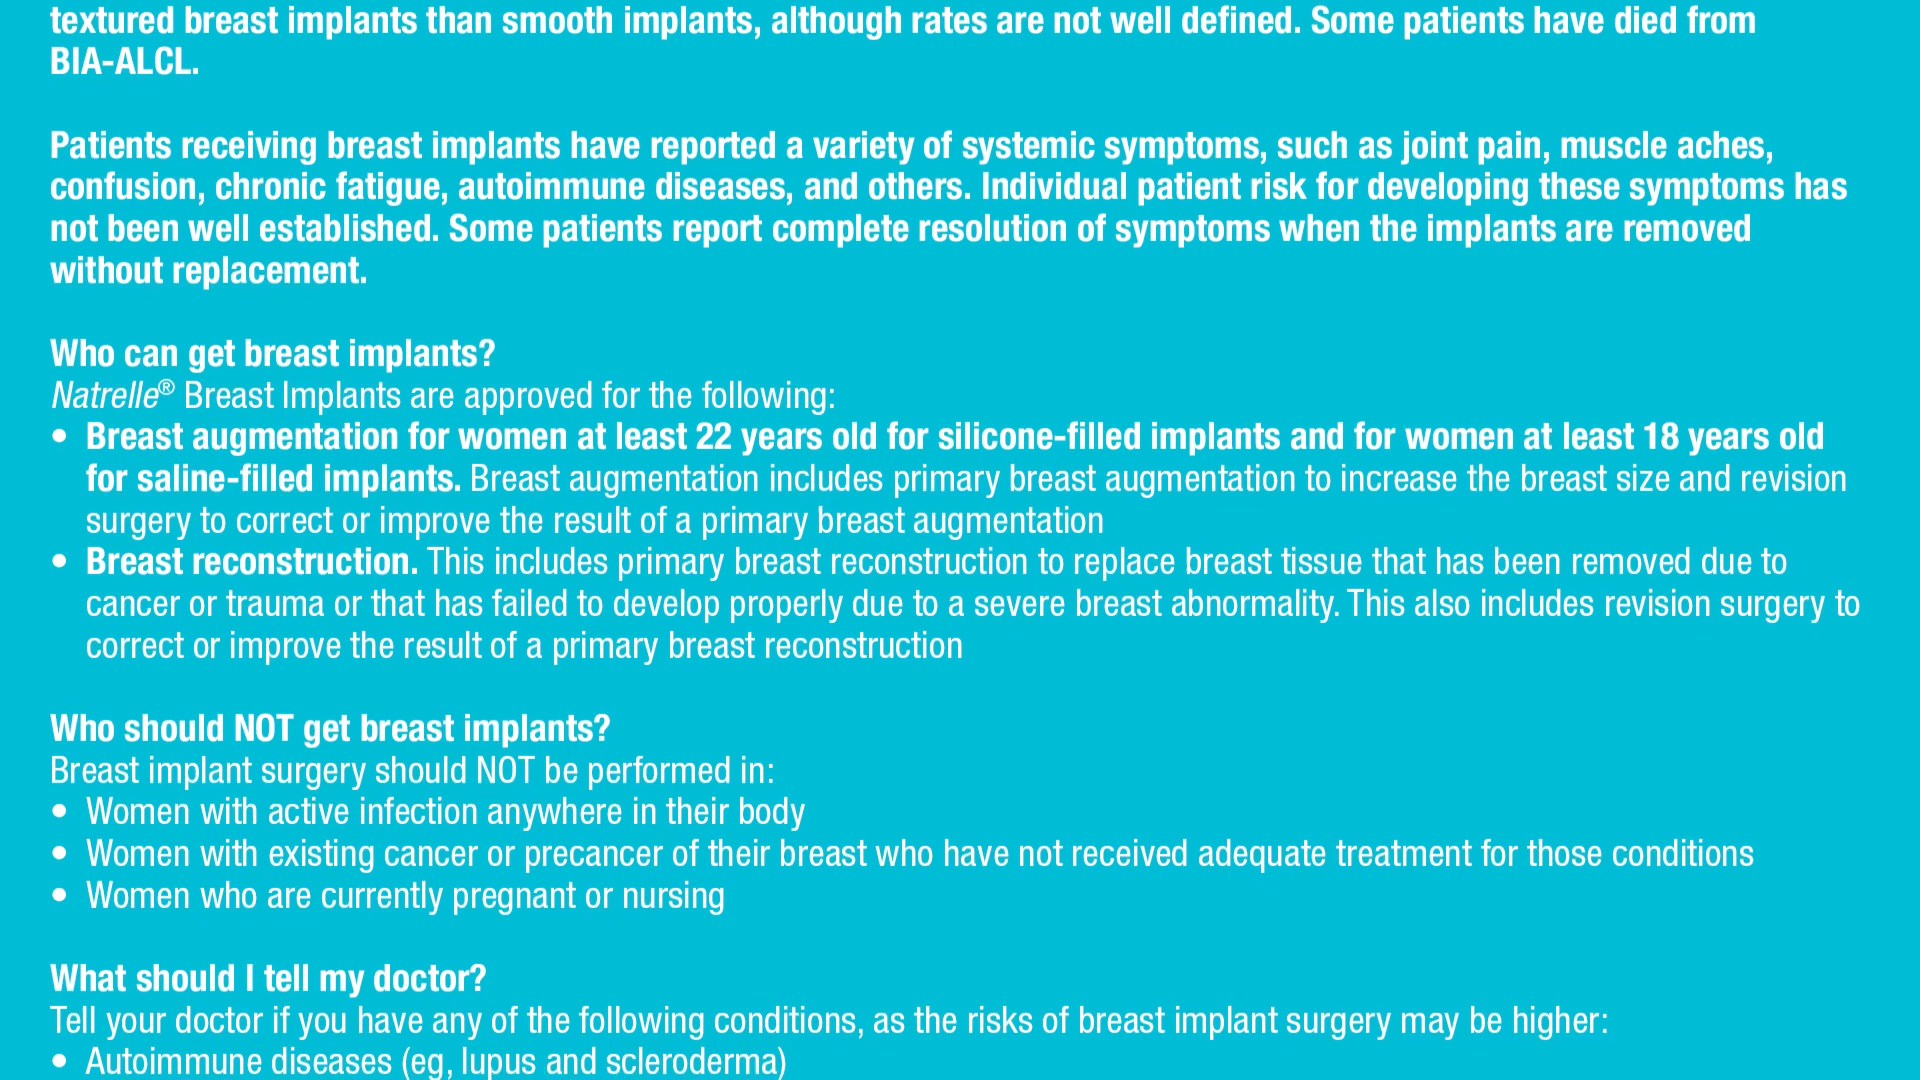 textured breast implants than smooth implants, although rates are not well defined. Some patients have died from
BIA-ALCL.
Patients receiving breast implants have reported a variety of systemic symptoms, such as joint pain, muscle aches,
confusion, chronic fatigue, autoimmune diseases, and others. Individual patient risk for developing these symptoms has
not been well established. Some patients report complete resolution of symptoms when the implants are removed
without replacement.
Who can get breast implants?
Natrelle® Breast Implants are approved for the following:
• Breast augmentation for women at least 22 years old for silicone-filled implants and for women at least 18 years old
for saline-filled implants. Breast augmentation includes primary breast augmentation to increase the breast size and revision
surgery to correct or improve the result of a primary breast augmentation
• Breast reconstruction. This includes primary breast reconstruction to replace breast tissue that has been removed due to
cancer or trauma or that has failed to develop properly due to a severe breast abnormality. This also includes revision surgery to
correct or improve the result of a primary breast reconstruction
Who should NOT get breast implants?
Breast implant surgery should NOT be performed in:
• Women with active infection anywhere in their body
• Women with existing cancer or precancer of their breast who have not received adequate treatment for those conditions
• Women who are currently pregnant or nursing
What should I tell my doctor?
Tell your doctor if you have any of the following conditions, as the risks of breast implant surgery may be higher:
• Autoimmune diseases (eg, lupus and scleroderma)